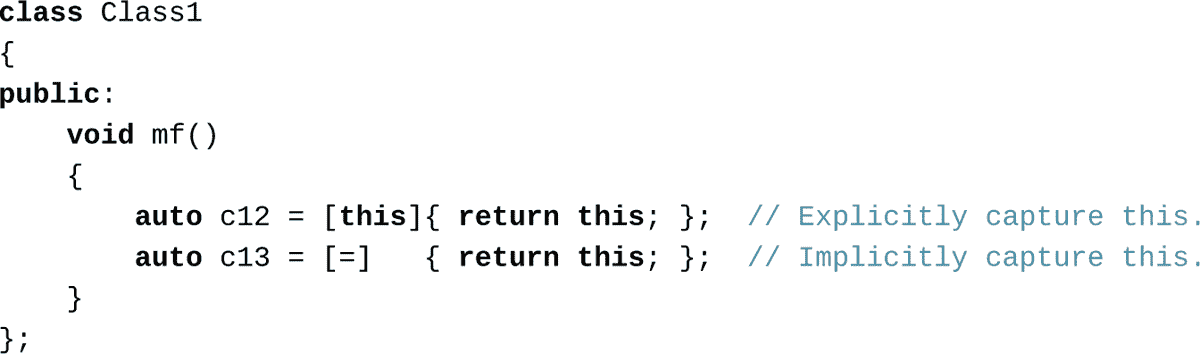 class Class1
{
public:
    void mf()
    {
        auto c12 = [this]{ return this; };  // Explicitly capture this.
        auto c13 = [=]   { return this; };  // Implicitly capture this.
    }
};